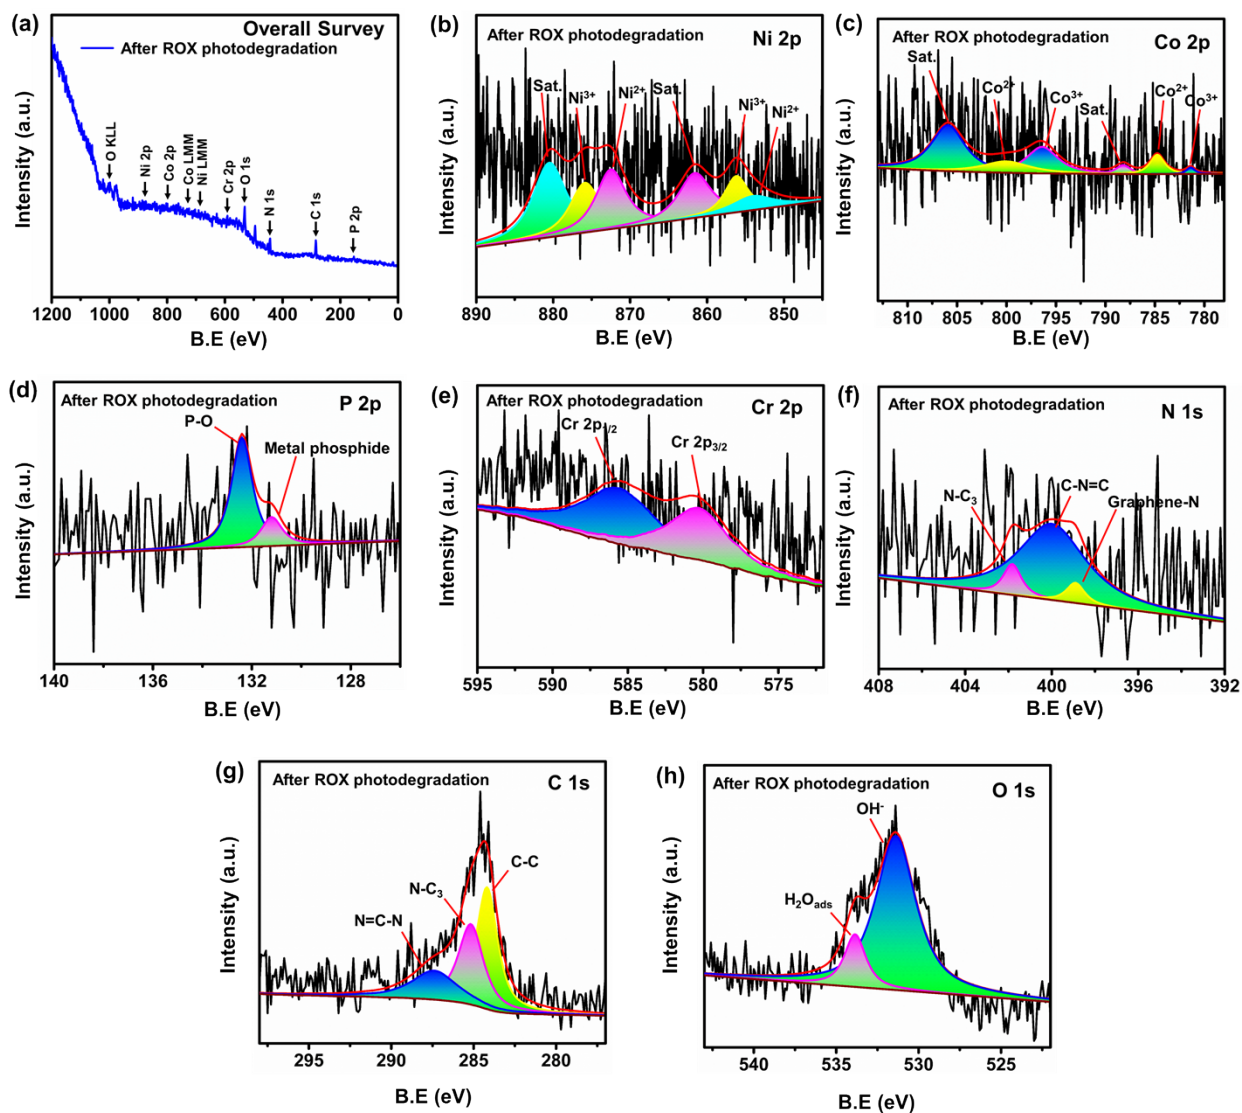 (a)
Overall Survey
After ROX photodegradation
O KLL
Ni 2p
Co 2p
Co LMM
Ni LMM
Cr 2p
O 1s
N 1s
C 1s
P 2p
Intensity (a.u.)
1200 1000 800 600 400 200 0
B.E (eV)
(b)
After ROX photodegradation
Ni 2p
Sat.
Ni3+
Ni2+
Sat.
Ni3+
Ni2+
Intensity (a.u.)
890 880 870 860 850
B.E (eV)
(c)
After ROX photodegradation
Co 2p
Sat.
Co2+
Co3+
Sat.
Co2+
Co3+
Intensity (a.u.)
810 805 800 795 790 785 780
B.E (eV)
(d)
After ROX photodegradation
P 2p
P-O
Metal phosphide
Intensity (a.u.)
140 136 132 128
B.E (eV)
(e)
After ROX photodegradation
Cr 2p
Cr 2p1/2
Cr 2p3/2
Intensity (a.u.)
595 590 585 580 575
B.E (eV)
(f)
After ROX photodegradation
N 1s
N-C3
C-N=C
Graphene-N
Intensity (a.u.)
408 404 400 396 392
B.E (eV)
(g)
After ROX photodegradation
C 1s
C-C
N-C3
N=C-N
Intensity (a.u.)
295 290 285 280
B.E (eV)
(h)
After ROX photodegradation
O 1s
OH-
H2Oads
Intensity (a.u.)
540 535 530 525
B.E (eV)